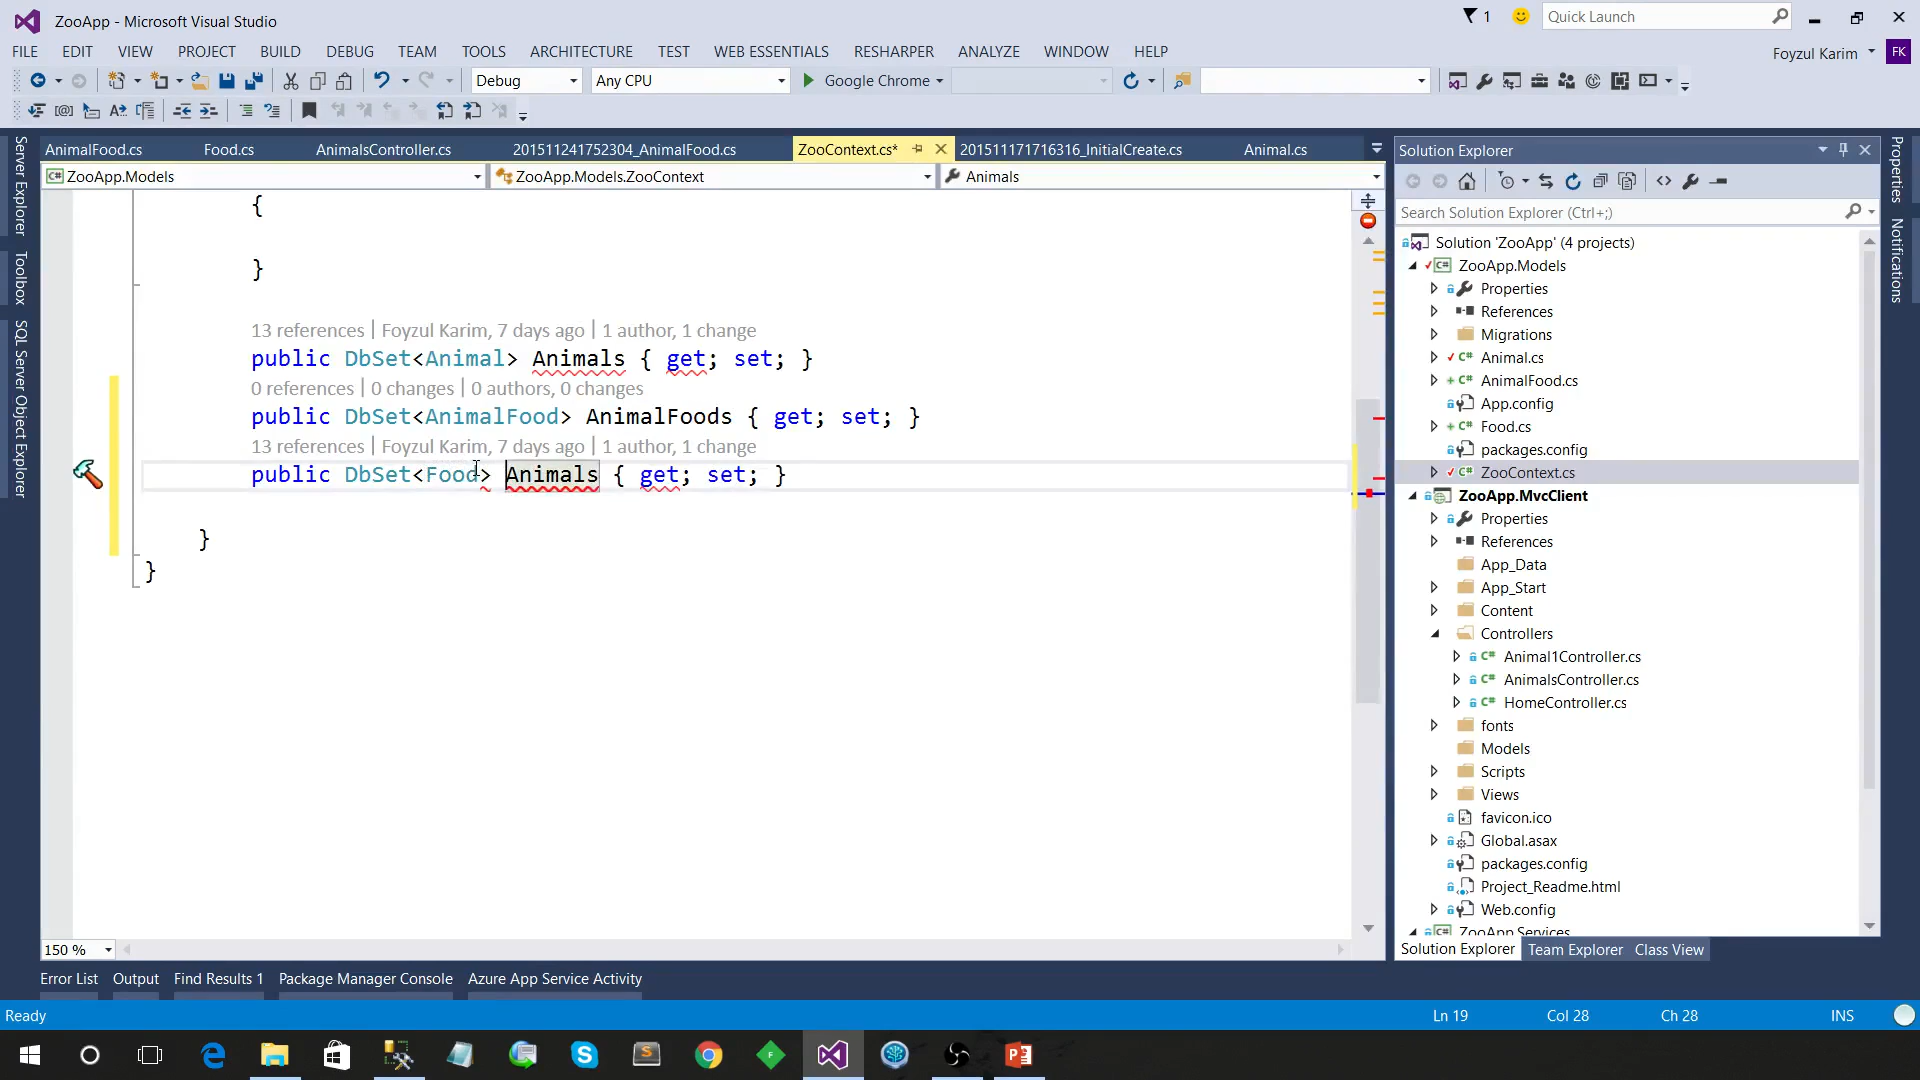 ZooApp - Microsoft Visual Studio
1
Quick Launch
FILE EDIT VIEW PROJECT BUILD DEBUG TEAM TOOLS ARCHITECTURE TEST WEB ESSENTIALS RESHARPER ANALYZE WINDOW HELP
Foyzul Karim FK
Debug Any CPU Google Chrome
AnimalFood.cs Food.cs AnimalsController.cs 201511241752304_AnimalFood.cs ZooContext.cs* 201511171716316_InitialCreate.cs Animal.cs
ZooApp.Models ZooApp.Models.ZooContext Animals
{
}
13 references | Foyzul Karim, 7 days ago | 1 author, 1 change
public DbSet<Animal> Animals { get; set; }
0 references | 0 changes | 0 authors, 0 changes
public DbSet<AnimalFood> AnimalFoods { get; set; }
13 references | Foyzul Karim, 7 days ago | 1 author, 1 change
public DbSet<Food> Animals { get; set; }
}
}
150 %
Server Explorer
Toolbox
SQL Server Object Explorer
Solution Explorer
Search Solution Explorer (Ctrl+;)
Solution 'ZooApp' (4 projects)
ZooApp.Models
Properties
References
Migrations
Animal.cs
AnimalFood.cs
App.config
Food.cs
packages.config
ZooContext.cs
ZooApp.MvcClient
Properties
References
App_Data
App_Start
Content
Controllers
Animal1Controller.cs
AnimalsController.cs
HomeController.cs
fonts
Models
Scripts
Views
favicon.ico
Global.asax
packages.config
Project_Readme.html
Web.config
ZooApp.Services
Solution Explorer Team Explorer Class View
Properties
Notifications
Error List Output Find Results 1 Package Manager Console Azure App Service Activity
Ready Ln 19 Col 28 Ch 28 INS